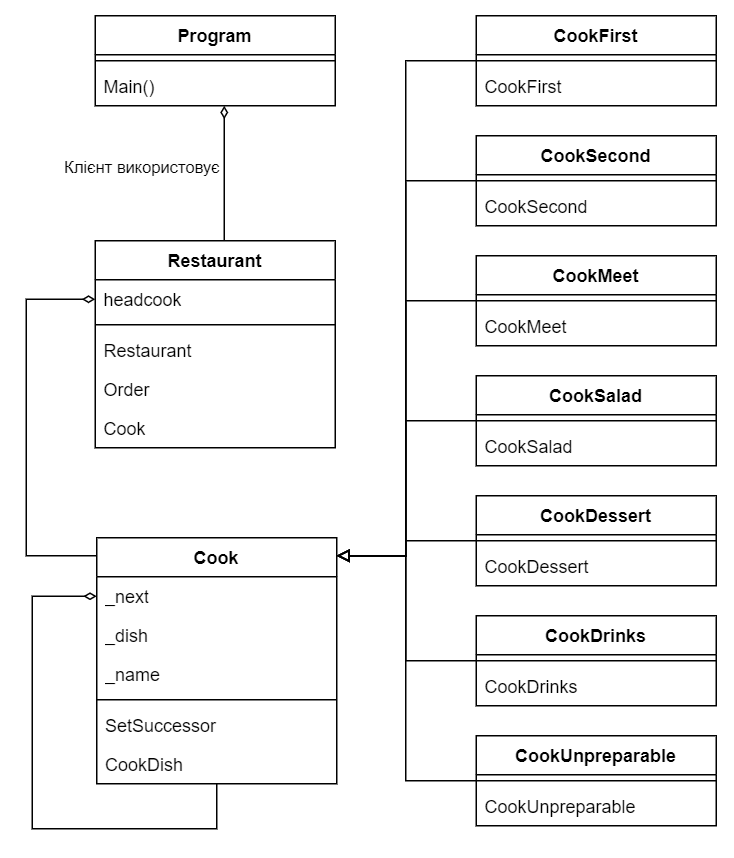 Program
Main()
Клієнт використовує
Restaurant
headcook
Restaurant
Order
Cook
Cook
_next
_dish
_name
SetSuccessor
CookDish
CookFirst
CookFirst
CookSecond
CookSecond
CookMeet
CookMeet
CookSalad
CookSalad
CookDessert
CookDessert
CookDrinks
CookDrinks
CookUnpreparable
CookUnpreparable